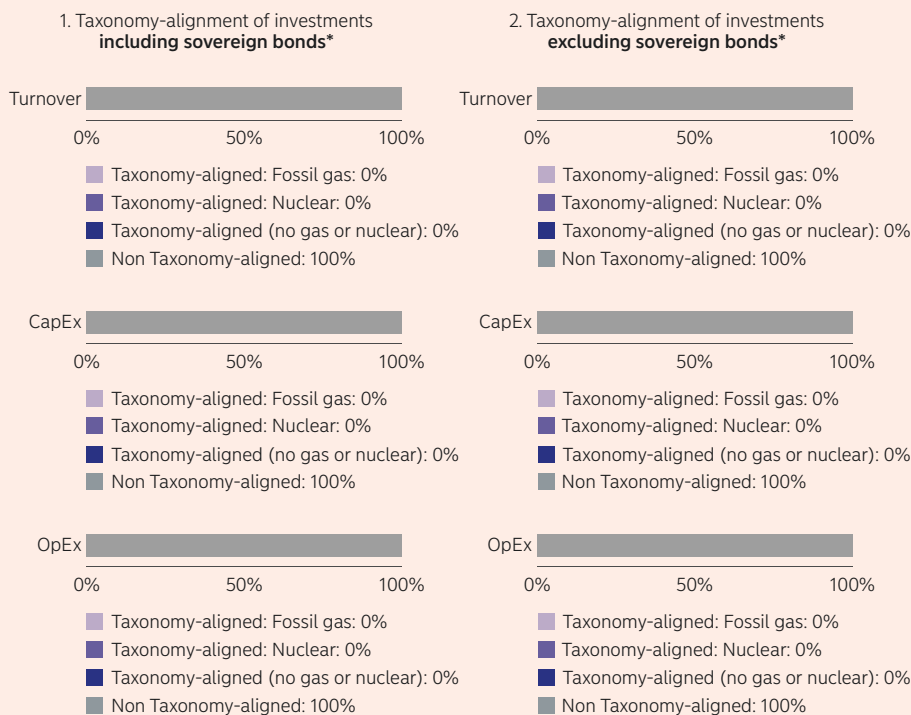 1. Taxonomy-alignment of investments
including sovereign bonds*
Turnover
0% 50% 100%
Taxonomy-aligned: Fossil gas: 0%
Taxonomy-aligned: Nuclear: 0%
Taxonomy-aligned (no gas or nuclear): 0%
Non Taxonomy-aligned: 100%
CapEx
0% 50% 100%
Taxonomy-aligned: Fossil gas: 0%
Taxonomy-aligned: Nuclear: 0%
Taxonomy-aligned (no gas or nuclear): 0%
Non Taxonomy-aligned: 100%
OpEx
0% 50% 100%
Taxonomy-aligned: Fossil gas: 0%
Taxonomy-aligned: Nuclear: 0%
Taxonomy-aligned (no gas or nuclear): 0%
Non Taxonomy-aligned: 100%
2. Taxonomy-alignment of investments
excluding sovereign bonds*
Turnover
0% 50% 100%
Taxonomy-aligned: Fossil gas: 0%
Taxonomy-aligned: Nuclear: 0%
Taxonomy-aligned (no gas or nuclear): 0%
Non Taxonomy-aligned: 100%
CapEx
0% 50% 100%
Taxonomy-aligned: Fossil gas: 0%
Taxonomy-aligned: Nuclear: 0%
Taxonomy-aligned (no gas or nuclear): 0%
Non Taxonomy-aligned: 100%
OpEx
0% 50% 100%
Taxonomy-aligned: Fossil gas: 0%
Taxonomy-aligned: Nuclear: 0%
Taxonomy-aligned (no gas or nuclear): 0%
Non Taxonomy-aligned: 100%